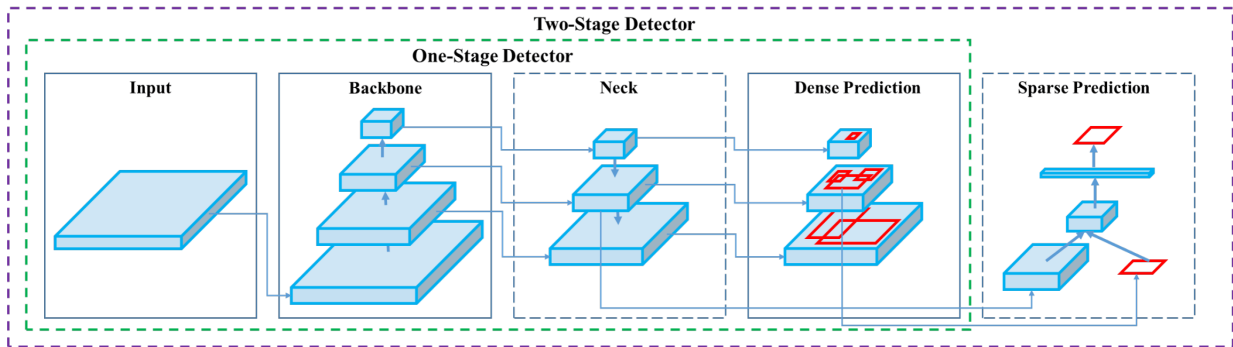 Two-Stage Detector
One-Stage Detector
Input
Backbone
Neck
Dense Prediction
Sparse Prediction